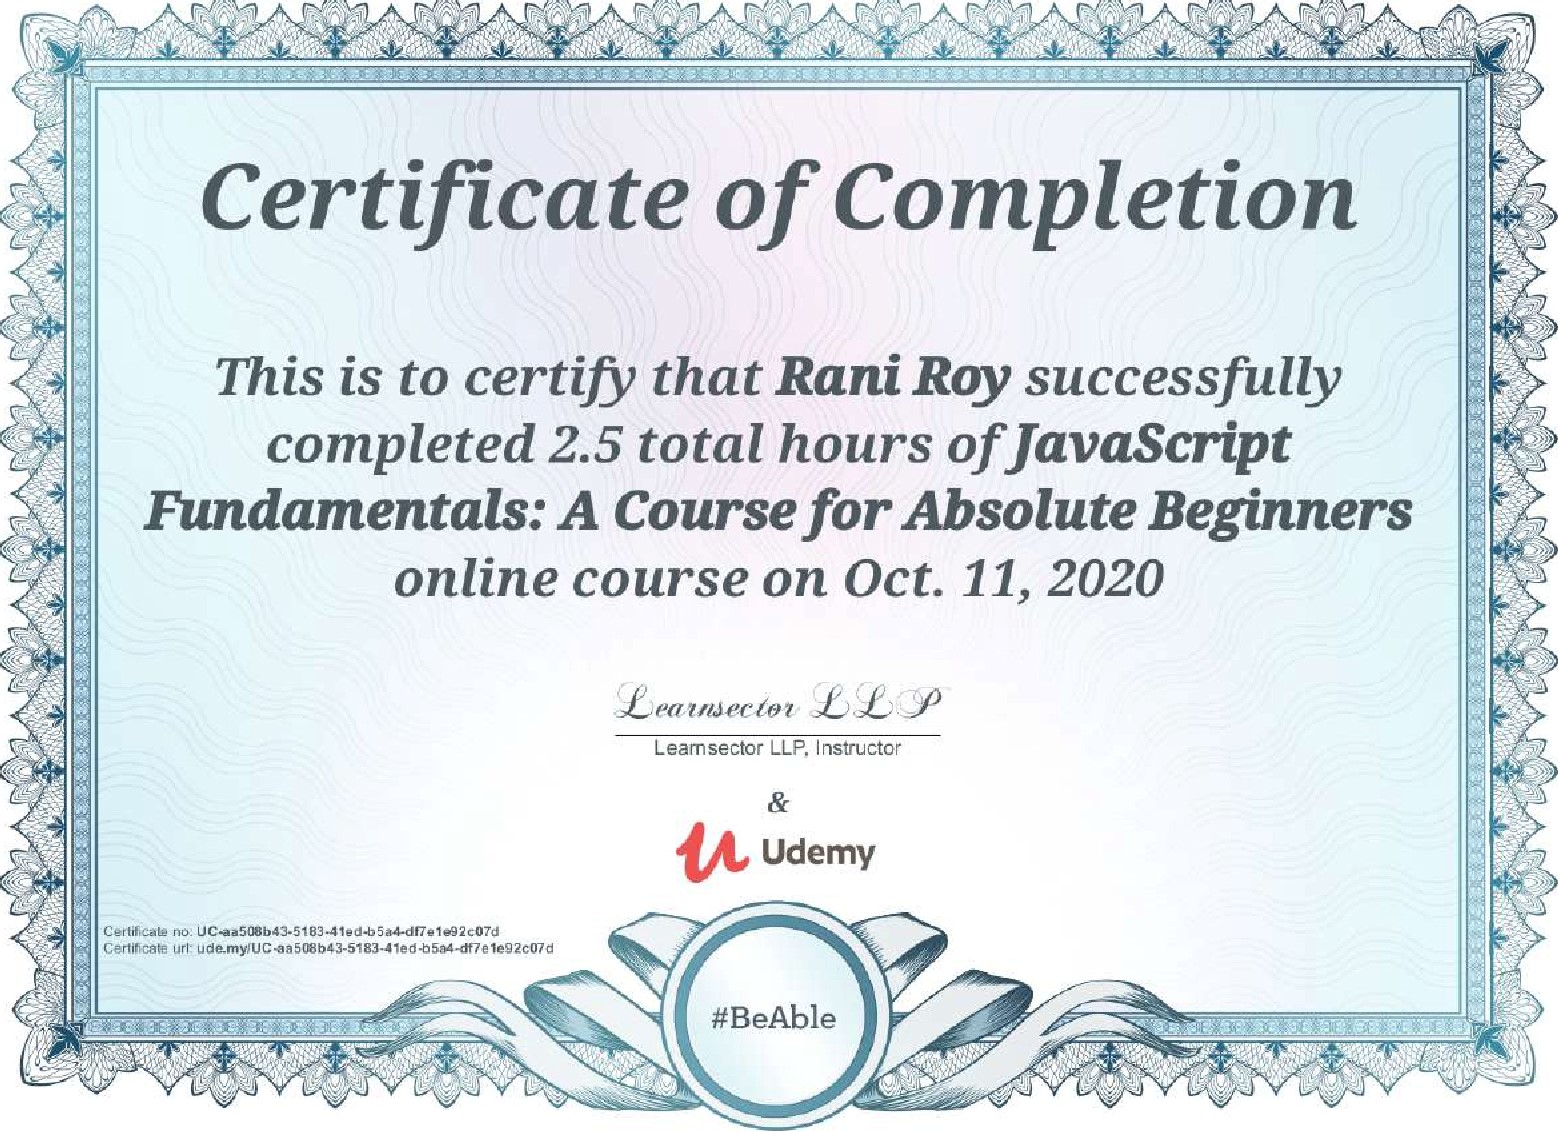 Certificate of Completion
This is to certify that Rani Roy successfully
completed 2.5 total hours of JavaScript
Fundamentals: A Course for Absolute Beginners
online course on Oct. 11, 2020
Learnsector LLP
Learnsector LLP, Instructor
&
Udemy
Certificate no: UC-aa508b43-5183-41ed-b5a4-df7e1e92c07d
Certificate url: ude.my/UC-aa508b43-5183-41ed-b5a4-df7e1e92c07d
#BeAble